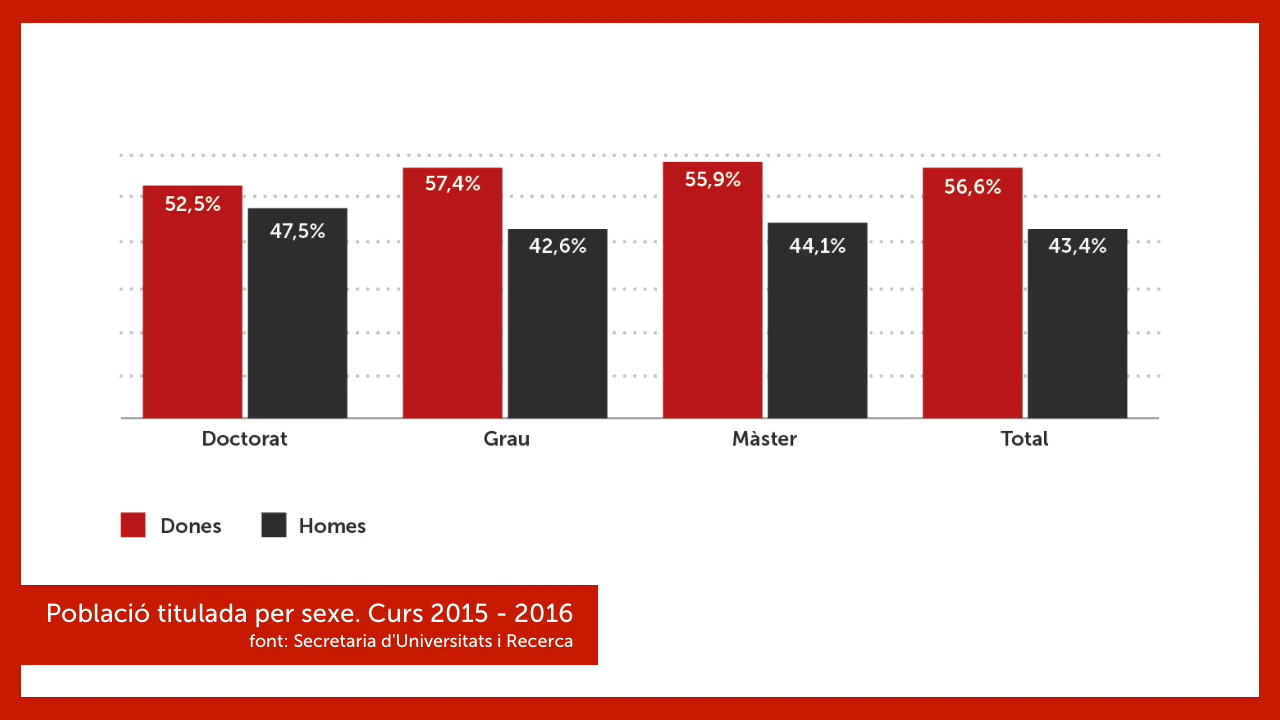 52,5%
47,5%
57,4%
42,6%
55,9%
44,1%
56,6%
43,4%
Doctorat
Grau
Màster
Total
Dones
Homes
Població titulada per sexe. Curs 2015 - 2016
font: Secretaria d'Universitats i Recerca